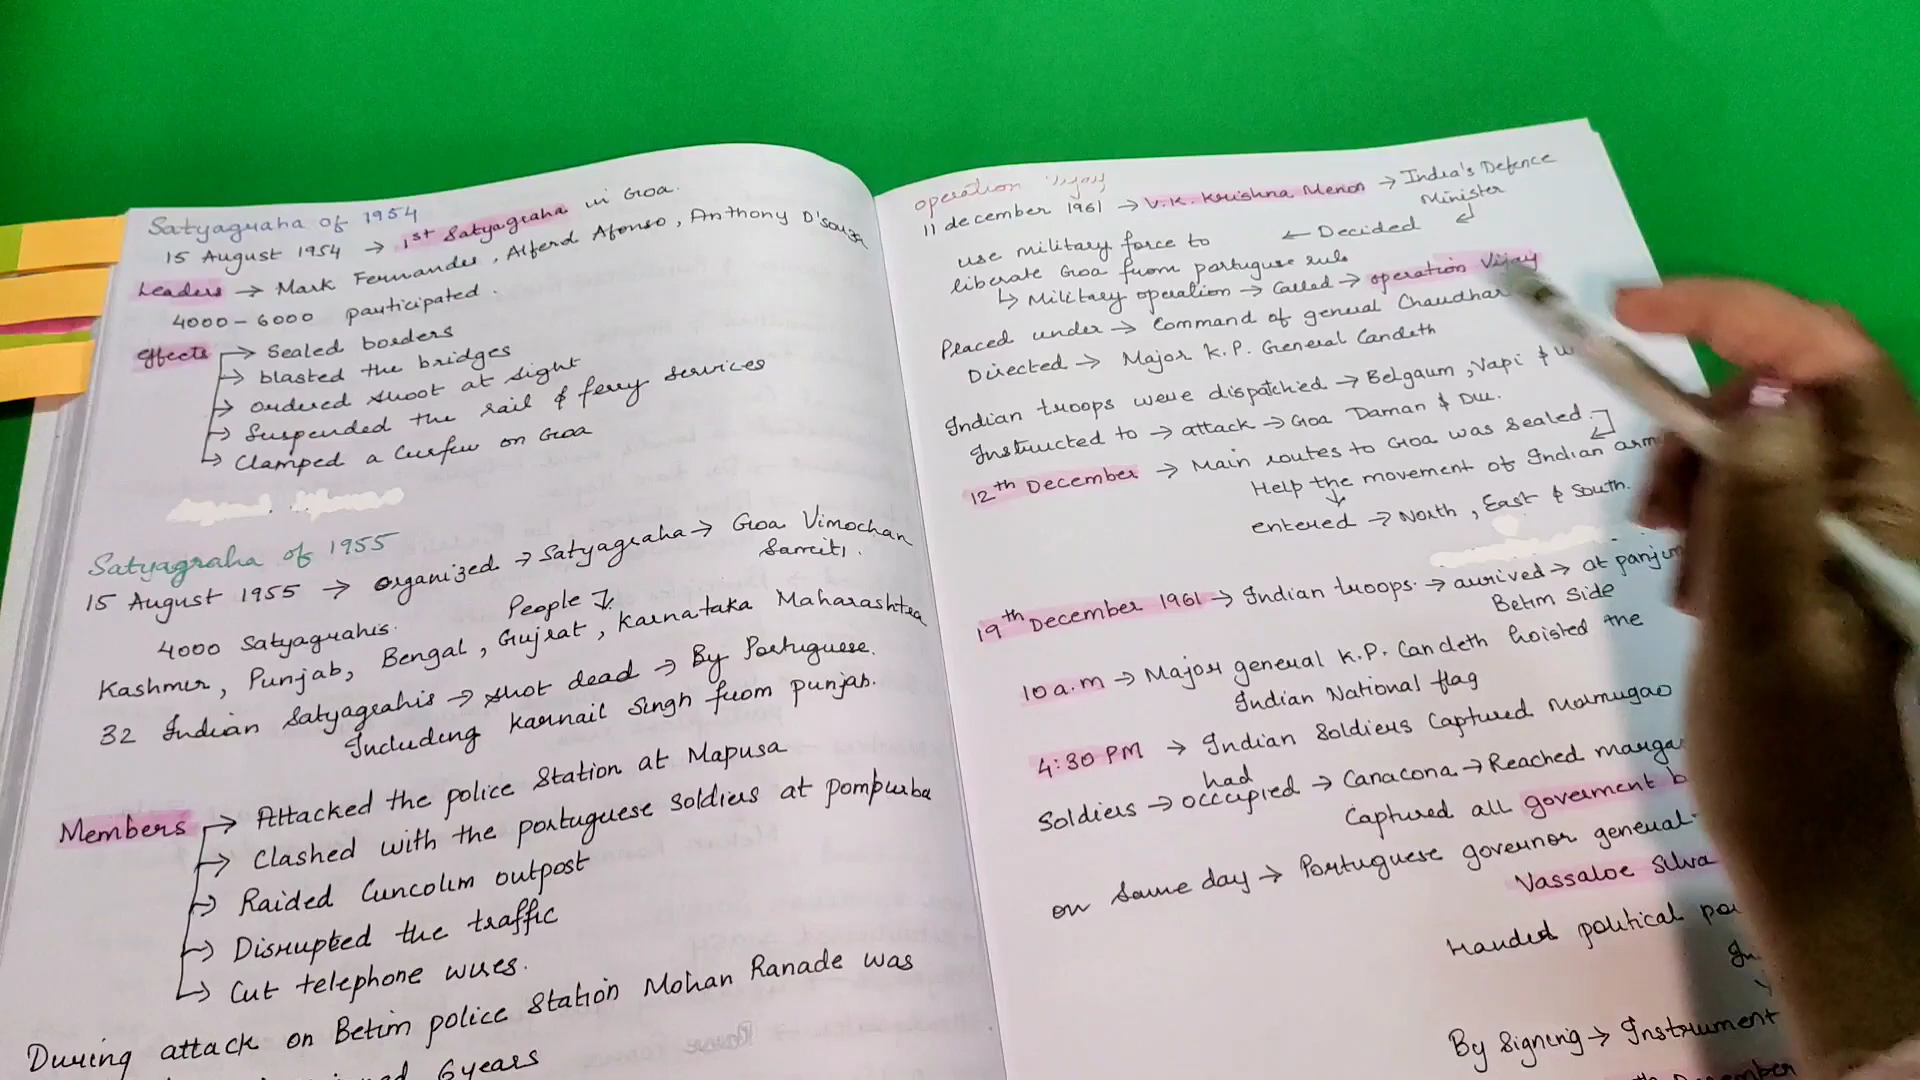 Satyagraha of 1954
15 August 1954 → 1st Satyagraha in Goa.
Leaders → Mark Fernandes, Alferd Afonso, Anthony D'souza
4000 - 6000 participated.
effects → Sealed borders
→ blasted the bridges
→ ordered shoot at sight
→ Suspended the rail & ferry services
→ Clamped a Curfew on Goa
Satyagraha of 1955
15 August 1955 → organized → Satyagraha → Goa Vimochan
Samiti.
4000 Satyagrahis. People
Kashmir, Punjab, Bengal, Gujrat, Karnataka Maharashtra
32 Indian Satyagrahis → shot dead → By Portuguese.
Including Karnail Singh from punjab.
Members → Attacked the police Station at Mapusa
→ Clashed with the portuguese Soldiers at pompurba
→ Raided Cuncolim outpost
→ Disrupted the traffic
→ Cut telephone wires.
During attack on Betim police Station Mohan Ranade was
6 years
operation Vijay
11 december 1961 → V.K. Krishna Menon → India's Defence
Minister
use military force to ← Decided
liberate Goa from portuguse rule
↳ Military operation → Called → operation Vijay
Placed under → Command of general Chaudhar
Directed → Major K.P. General Candeth
Indian troops were dispatched → Belgaum, Vapi &
Instructed to → attack → Goa Daman & Diu.
12th December → Main routes to Goa was Sealed.
Help the movement of Indian arm
entered → North, East & South.
19th December 1961 → Indian troops. → arrived → at panjim
Betim Side
10 a.m → Major general K.P. Candeth hoisted the
Indian National flag
4:30 PM → Indian Soldiers Captured Mormugao
Soldiers → had occupied → Canacona → Reached marga
Captured all goverment b
on Same day → Portuguese governor general
Vassaloe Silva
Handed political po
In
By Signing → Instrument
December